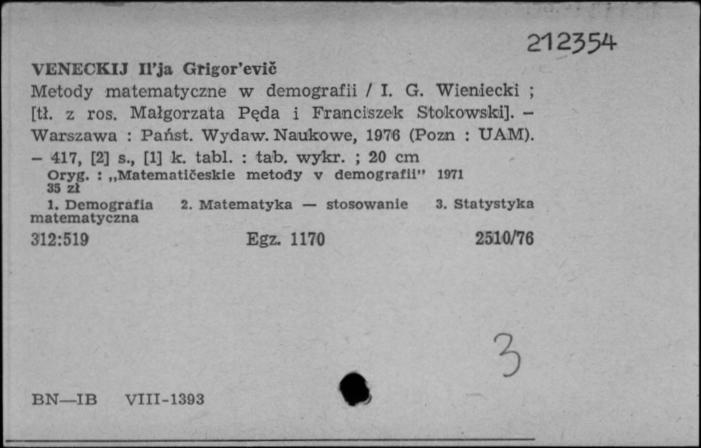 212354
VENECKIJ Il'ja Grigor'evič
Metody matematyczne w demografii / I. G. Wieniecki ;
[tł. z ros. Małgorzata Pęda i Franciszek Stokowski]. –
Warszawa : Państ. Wydaw. Naukowe, 1976 (Pozn : UAM).
– 417, [2] s., [1] k. tabl. : tab. wykr. ; 20 cm
Oryg. : „Matematičeskie metody v demografii" 1971
35 zł
1. Demografia 2. Matematyka — stosowanie 3. Statystyka
matematyczna
312:519 Egz. 1170 2510/76
3
BN—IB VIII-1393